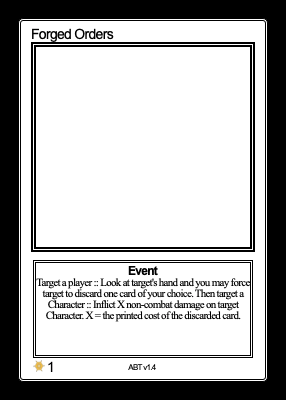 Forged Orders
Event
Target a player :: Look at target's hand and you may force
target to discard one card of your choice. Then target a
Character :: Inflict X non-combat damage on target
Character. X = the printed cost of the discarded card.
1
ABT v1.4